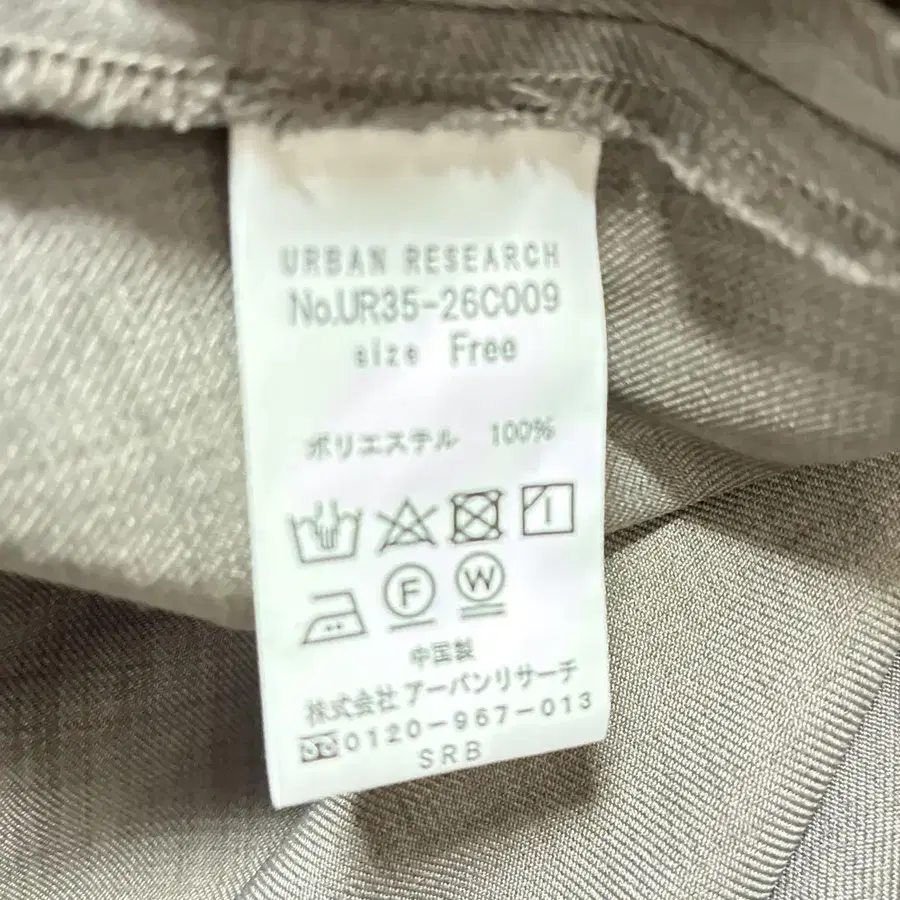 URBAN RESEARCH
No.UR35-26C009
size Free
ポリエステル 100%
F W
中国製
株式会社 アーバンリサーチ
0120-967-013
SRB